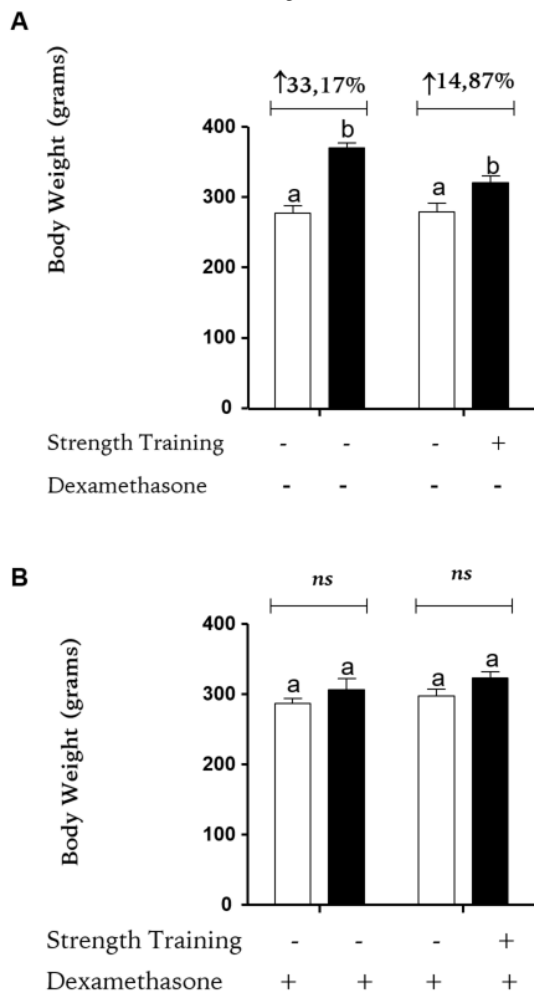 A
↑33,17% ↑14,87%
Body Weight (grams)
400
300
200
100
0
a b a b
Strength Training - - - +
Dexamethasone - - - -
B
ns ns
Body Weight (grams)
400
300
200
100
0
a a a a
Strength Training - - - +
Dexamethasone + + + +